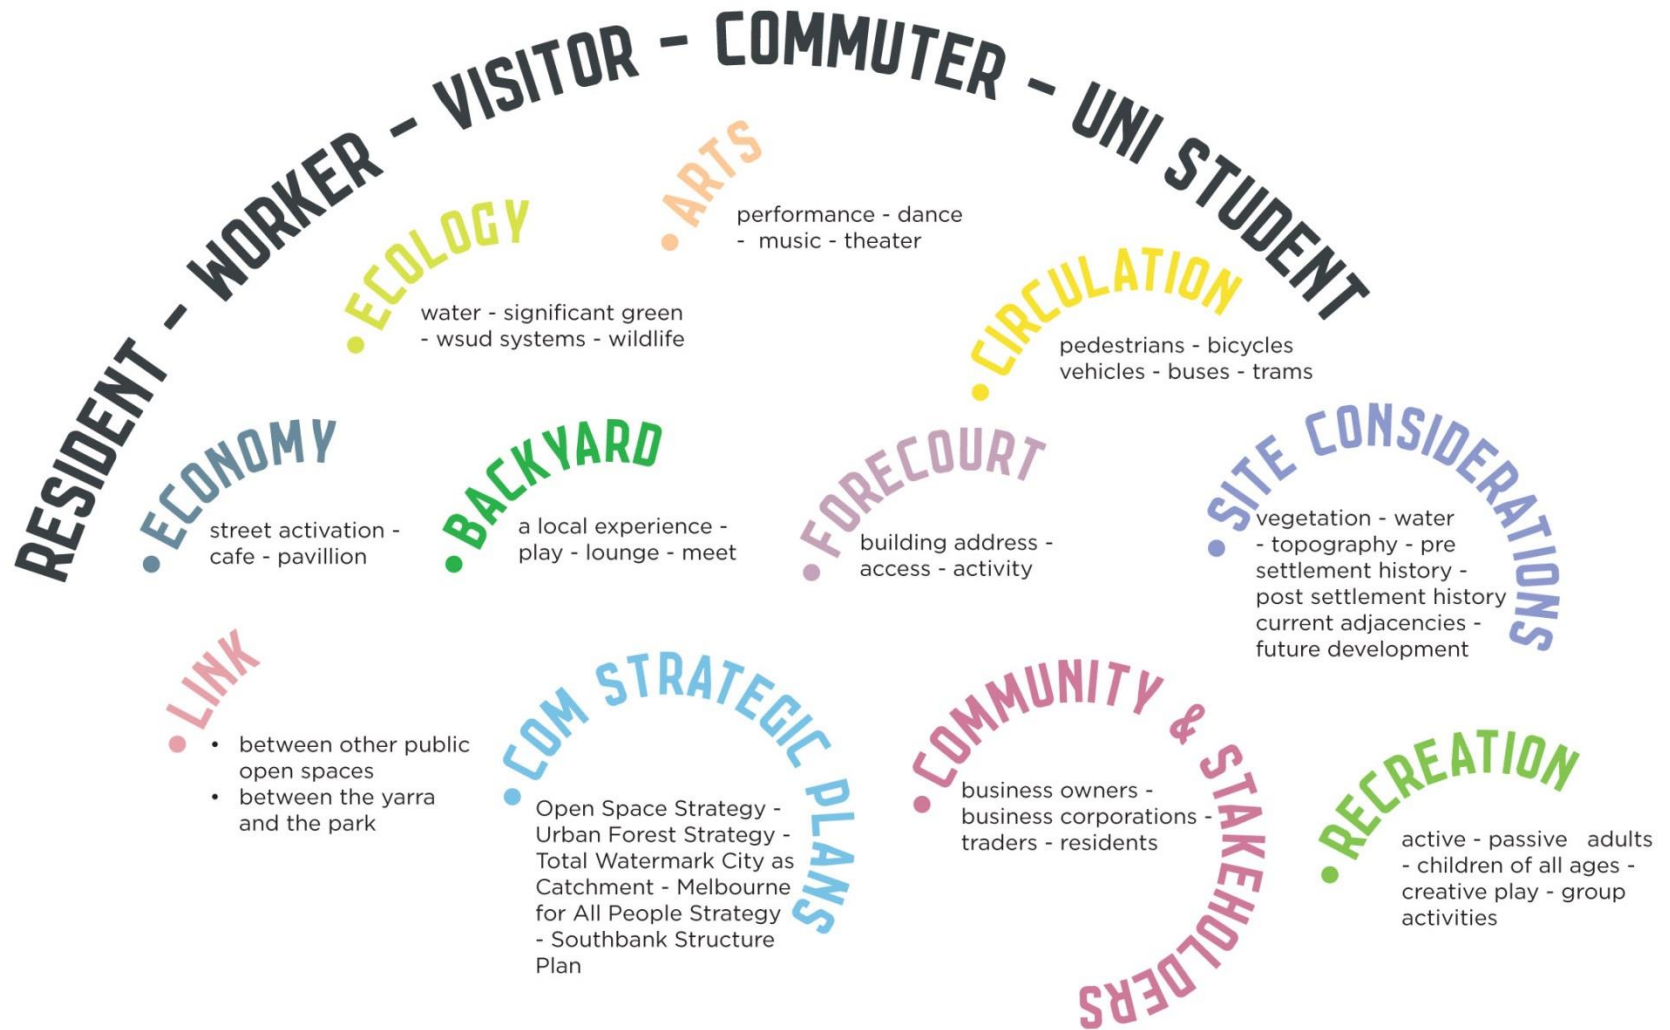 RESIDENT - WORKER - VISITOR - COMMUTER - UNI STUDENT
ARTS
performance - dance
- music - theater
ECOLOGY
water - significant green
- wsud systems - wildlife
CIRCULATION
pedestrians - bicycles
vehicles - buses - trams
ECONOMY
street activation -
cafe - pavillion
BACKYARD
a local experience -
play - lounge - meet
FORECOURT
building address -
access - activity
SITE CONSIDERATIONS
vegetation - water
- topography - pre
settlement history -
post settlement history
current adjacencies -
future development
LINK
• between other public
open spaces
• between the yarra
and the park
COM STRATEGIC PLANS
Open Space Strategy -
Urban Forest Strategy -
Total Watermark City as
Catchment - Melbourne
for All People Strategy
- Southbank Structure
Plan
COMMUNITY & STAKEHOLDERS
business owners -
business corporations -
traders - residents
RECREATION
active - passive adults
- children of all ages -
creative play - group
activities